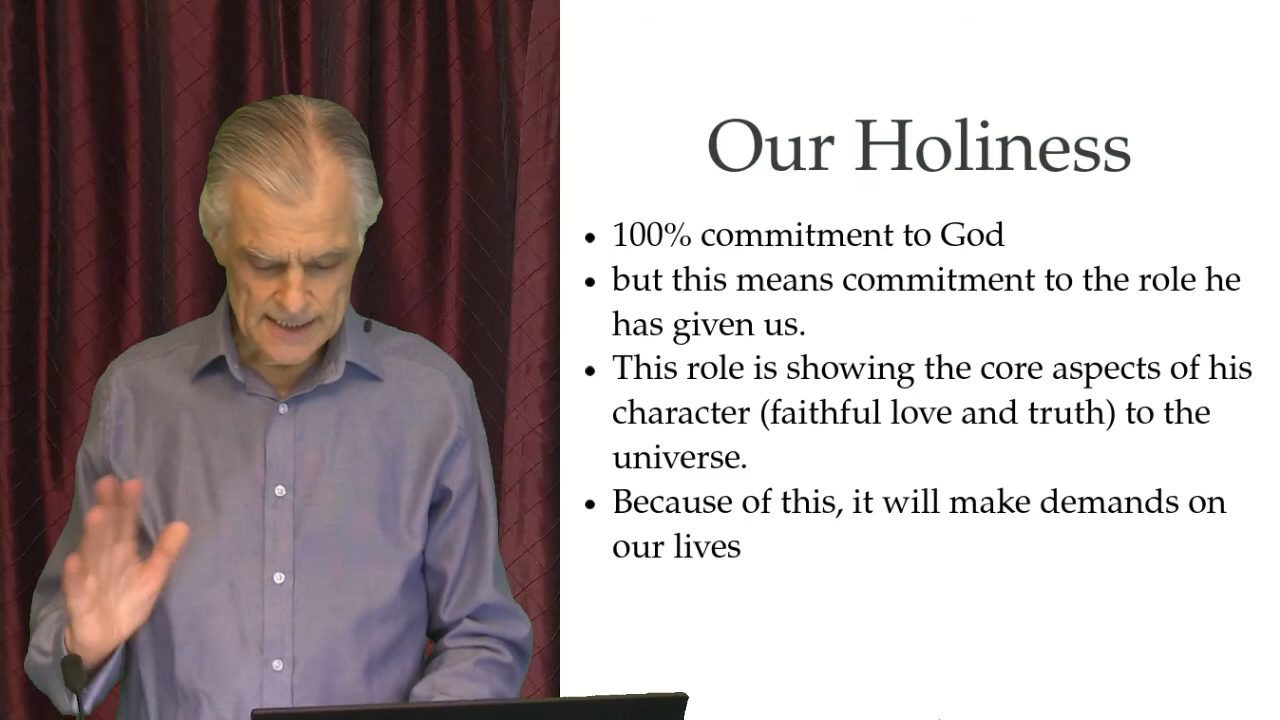 Our Holiness
• 100% commitment to God
• but this means commitment to the role he
has given us.
• This role is showing the core aspects of his
character (faithful love and truth) to the
universe.
• Because of this, it will make demands on
our lives